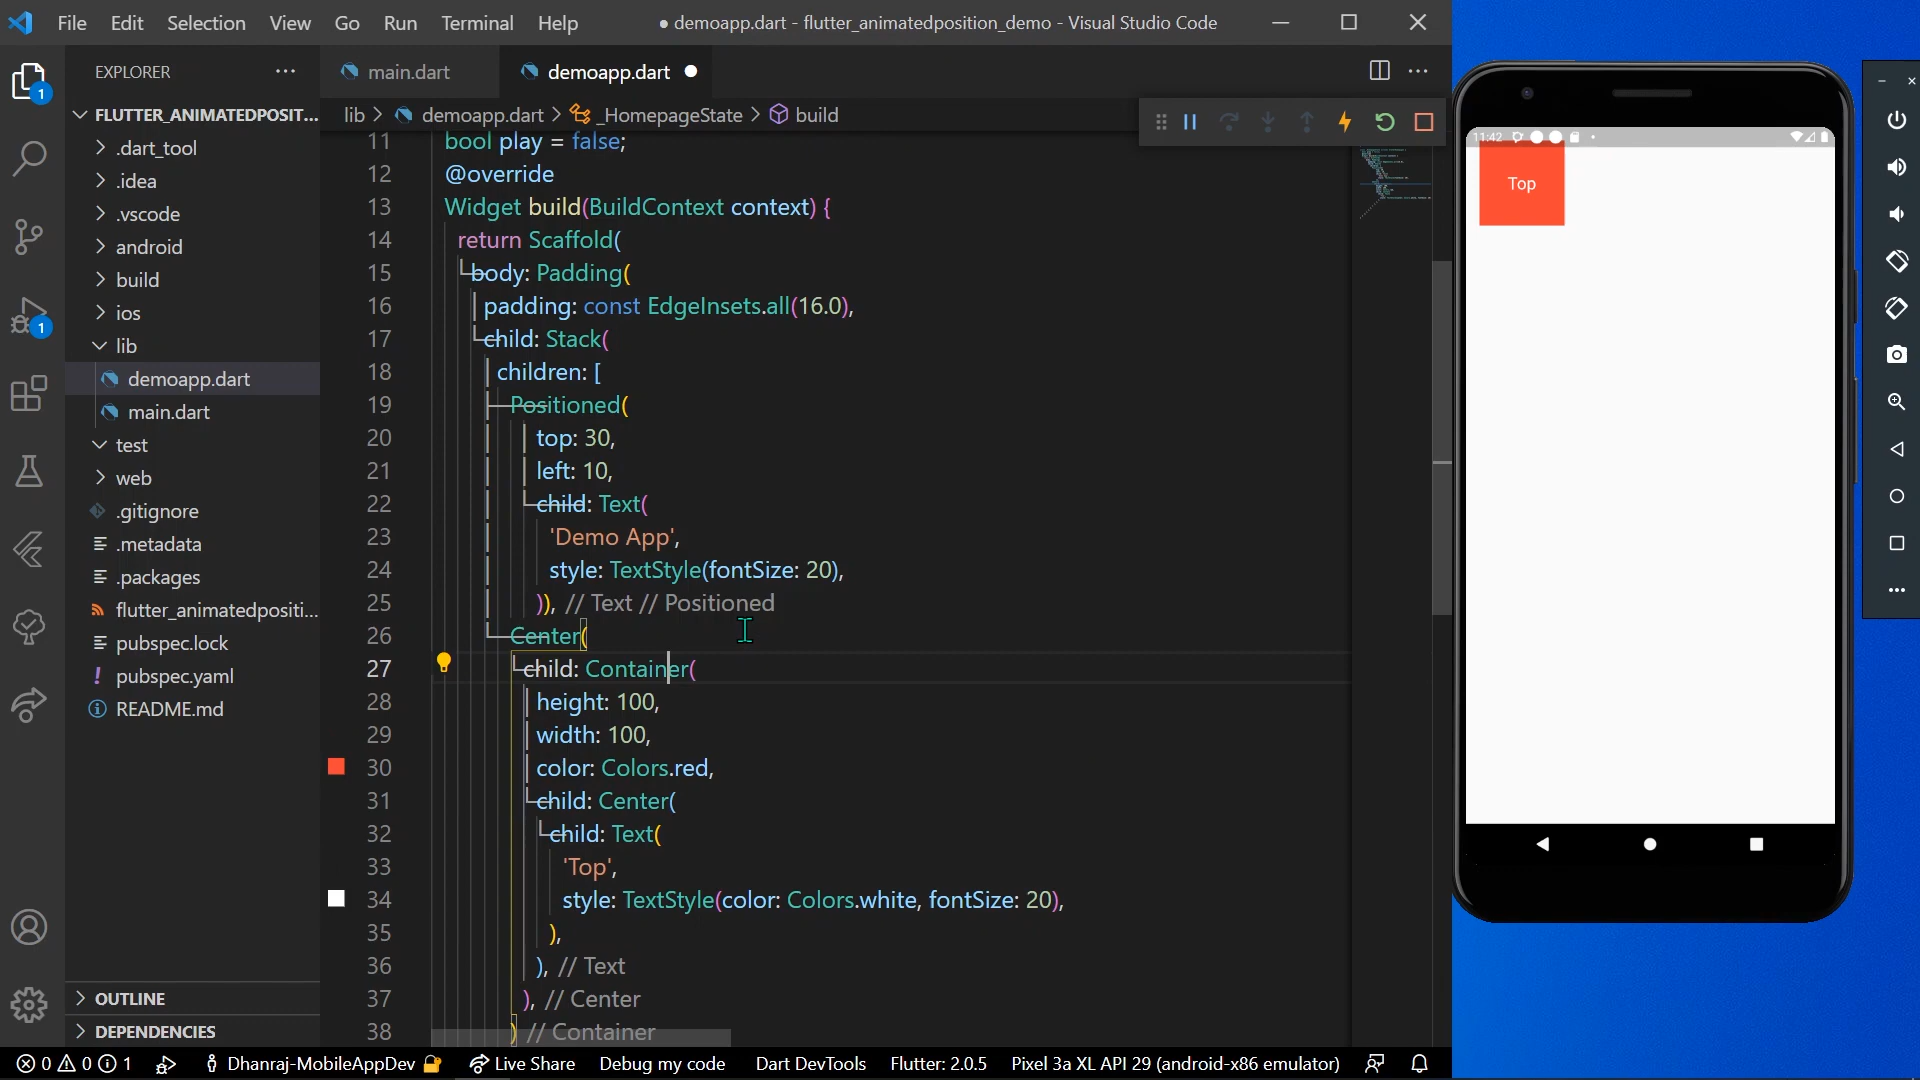 File Edit Selection View Go Run Terminal Help
● demoapp.dart - flutter_animatedposition_demo - Visual Studio Code
EXPLORER
main.dart
demoapp.dart
FLUTTER_ANIMATEDPOSIT...
lib > demoapp.dart > _HomepageState > build
.dart_tool
.idea
.vscode
android
build
ios
lib
demoapp.dart
main.dart
test
web
.gitignore
.metadata
.packages
flutter_animatedpositi...
pubspec.lock
pubspec.yaml
README.md
OUTLINE
DEPENDENCIES
1
1
11 bool play = false;
12 @override
13 Widget build(BuildContext context) {
14 return Scaffold(
15 body: Padding(
16 padding: const EdgeInsets.all(16.0),
17 child: Stack(
18 children: [
19 Positioned(
20 top: 30,
21 left: 10,
22 child: Text(
23 'Demo App',
24 style: TextStyle(fontSize: 20),
25 )), // Text // Positioned
26 Center(
27 child: Container(
28 height: 100,
29 width: 100,
30 color: Colors.red,
31 child: Center(
32 child: Text(
33 'Top',
34 style: TextStyle(color: Colors.white, fontSize: 20),
35 ),
36 ), // Text
37 ), // Center
38 ) // Container
11:42
Top
0 0 1 Dhanraj-MobileAppDev Live Share Debug my code Dart DevTools Flutter: 2.0.5 Pixel 3a XL API 29 (android-x86 emulator)